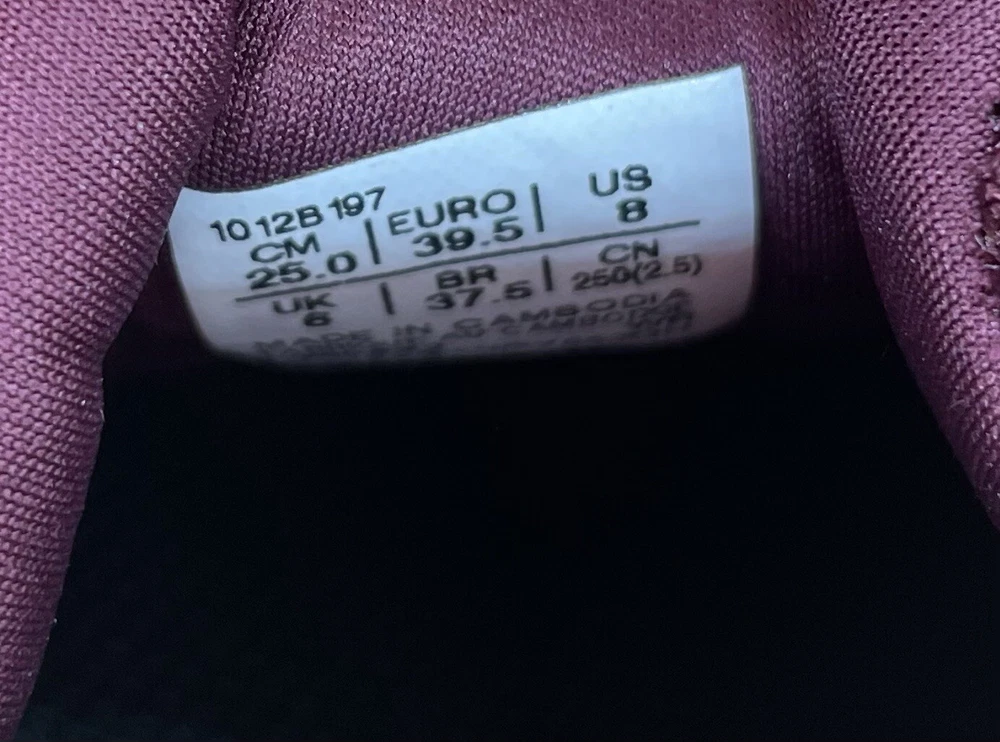 1012B197
CM | EURO | US
25.0 | 39.5 | 8
UK | BR | CN
6 | 37.5 | 250(2.5)
MADE IN CAMBODIA